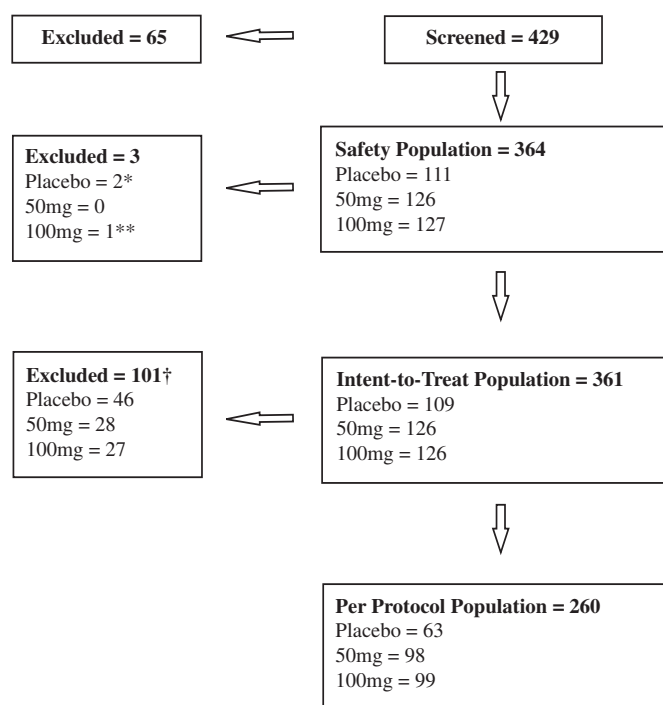 Excluded = 65
Screened = 429
Excluded = 3
Placebo = 2*
50mg = 0
100mg = 1**
Safety Population = 364
Placebo = 111
50mg = 126
100mg = 127
Excluded = 101†
Placebo = 46
50mg = 28
100mg = 27
Intent-to-Treat Population = 361
Placebo = 109
50mg = 126
100mg = 126
Per Protocol Population = 260
Placebo = 63
50mg = 98
100mg = 99